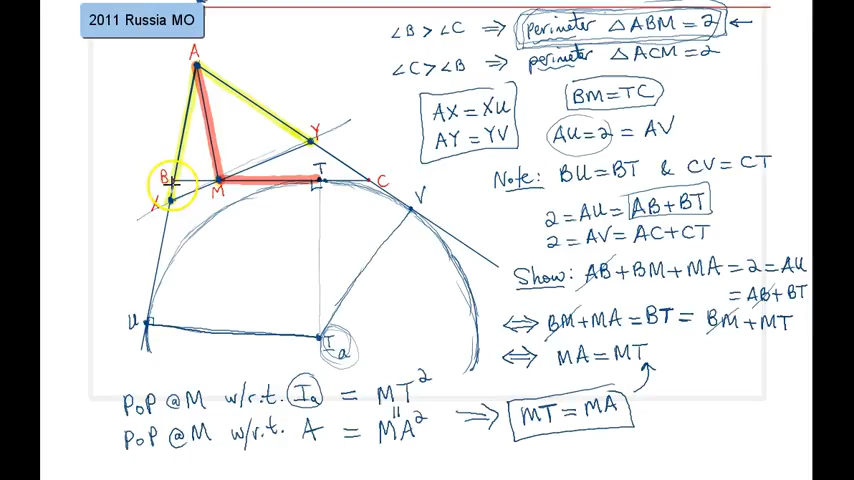 2011 Russia MO
∠B > ∠C ⟹ perimeter △ABM = 2 ←
∠C > ∠B ⟹ perimeter △ACM = 2
AX = XU
AY = YV
BM = TC
AU = 2 = AV
Note: BU = BT & CV = CT
2 = AU = AB + BT
2 = AV = AC + CT
Show: AB + BM + MA = 2 = AU
= AB + BT
⟺ BM + MA = BT = BM + MT
⟺ MA = MT
A
Y
B
X
M
T
C
V
U
I_a
PoP @ M w/r.t. I_a = MT²
PoP @ M w/r.t. A = MA²
⟹ MT = MA